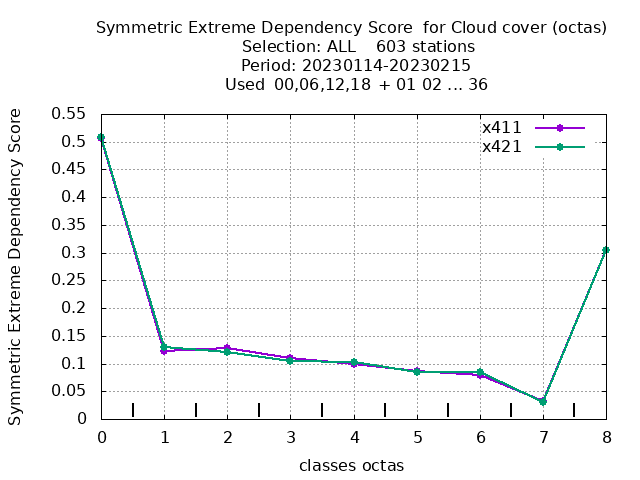 Symmetric Extreme Dependency Score  for Cloud cover (octas)
Selection: ALL    603 stations
Period: 20230114-20230215
Used  00,06,12,18 + 01 02 ... 36
x411
x421
Symmetric Extreme Dependency Score
0.55
0.5
0.45
0.4
0.35
0.3
0.25
0.2
0.15
0.1
0.05
0
0 1 2 3 4 5 6 7 8
classes octas